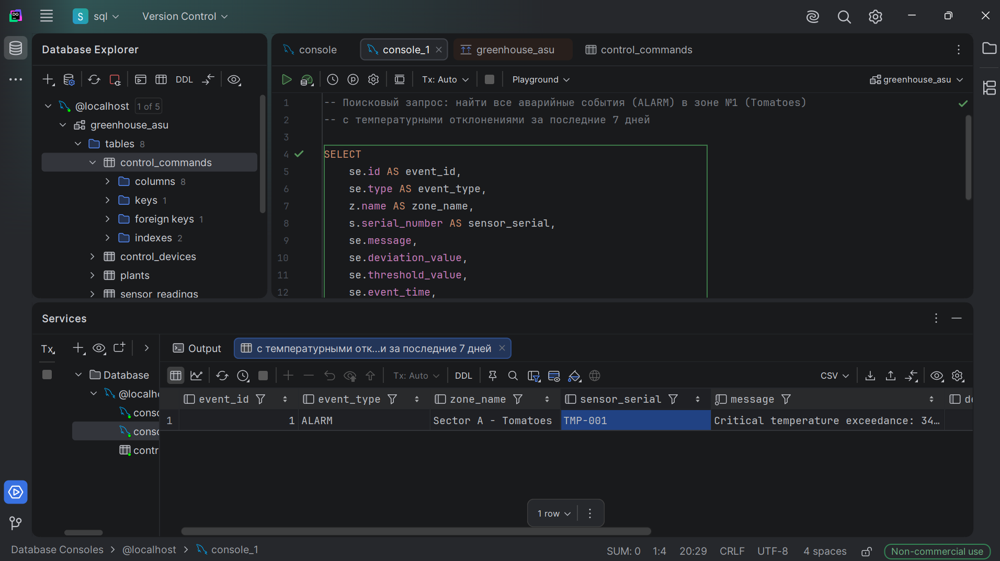 DG
S sql Version Control
Database Explorer
console console_1 greenhouse_asu control_commands
DDL
Tx: Auto Playground greenhouse_asu
@localhost 1 of 5
greenhouse_asu
tables 8
control_commands
columns 8
keys 1
foreign keys 1
indexes 2
control_devices
plants
sensor_readings
1 -- Поисковый запрос: найти все аварийные события (ALARM) в зоне №1 (Tomatoes)
2 -- с температурными отклонениями за последние 7 дней
3
4 SELECT
5 se.id AS event_id,
6 se.type AS event_type,
7 z.name AS zone_name,
8 s.serial_number AS sensor_serial,
9 se.message,
10 se.deviation_value,
11 se.threshold_value,
12 se.event_time,
Services
Tx Output с температурными отк...и за последние 7 дней
Database
@localh
conso
conso
contr
Tx: Auto DDL CSV
event_id event_type zone_name sensor_serial message de
1 1 ALARM Sector A - Tomatoes TMP-001 Critical temperature exceedance: 34…
1 row
Database Consoles > @localhost > console_1
SUM: 0 1:4 20:29 CRLF UTF-8 4 spaces Non-commercial use